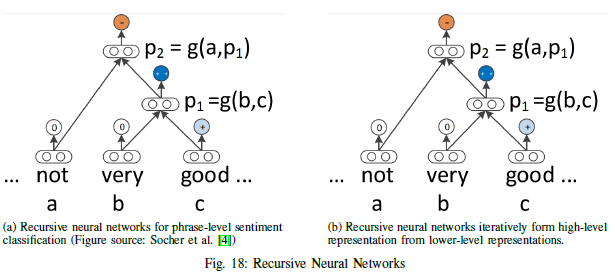 -
p2 = g(a,p1)
+ +
p1 =g(b,c)
0 0 +
... not very good ...
a b c
(a) Recursive neural networks for phrase-level sentiment
classification (Figure source: Socher et al. [4])
-
p2 = g(a,p1)
+ +
p1 =g(b,c)
0 0 +
... not very good ...
a b c
(b) Recursive neural networks iteratively form high-level
representation from lower-level representations.
Fig. 18: Recursive Neural Networks